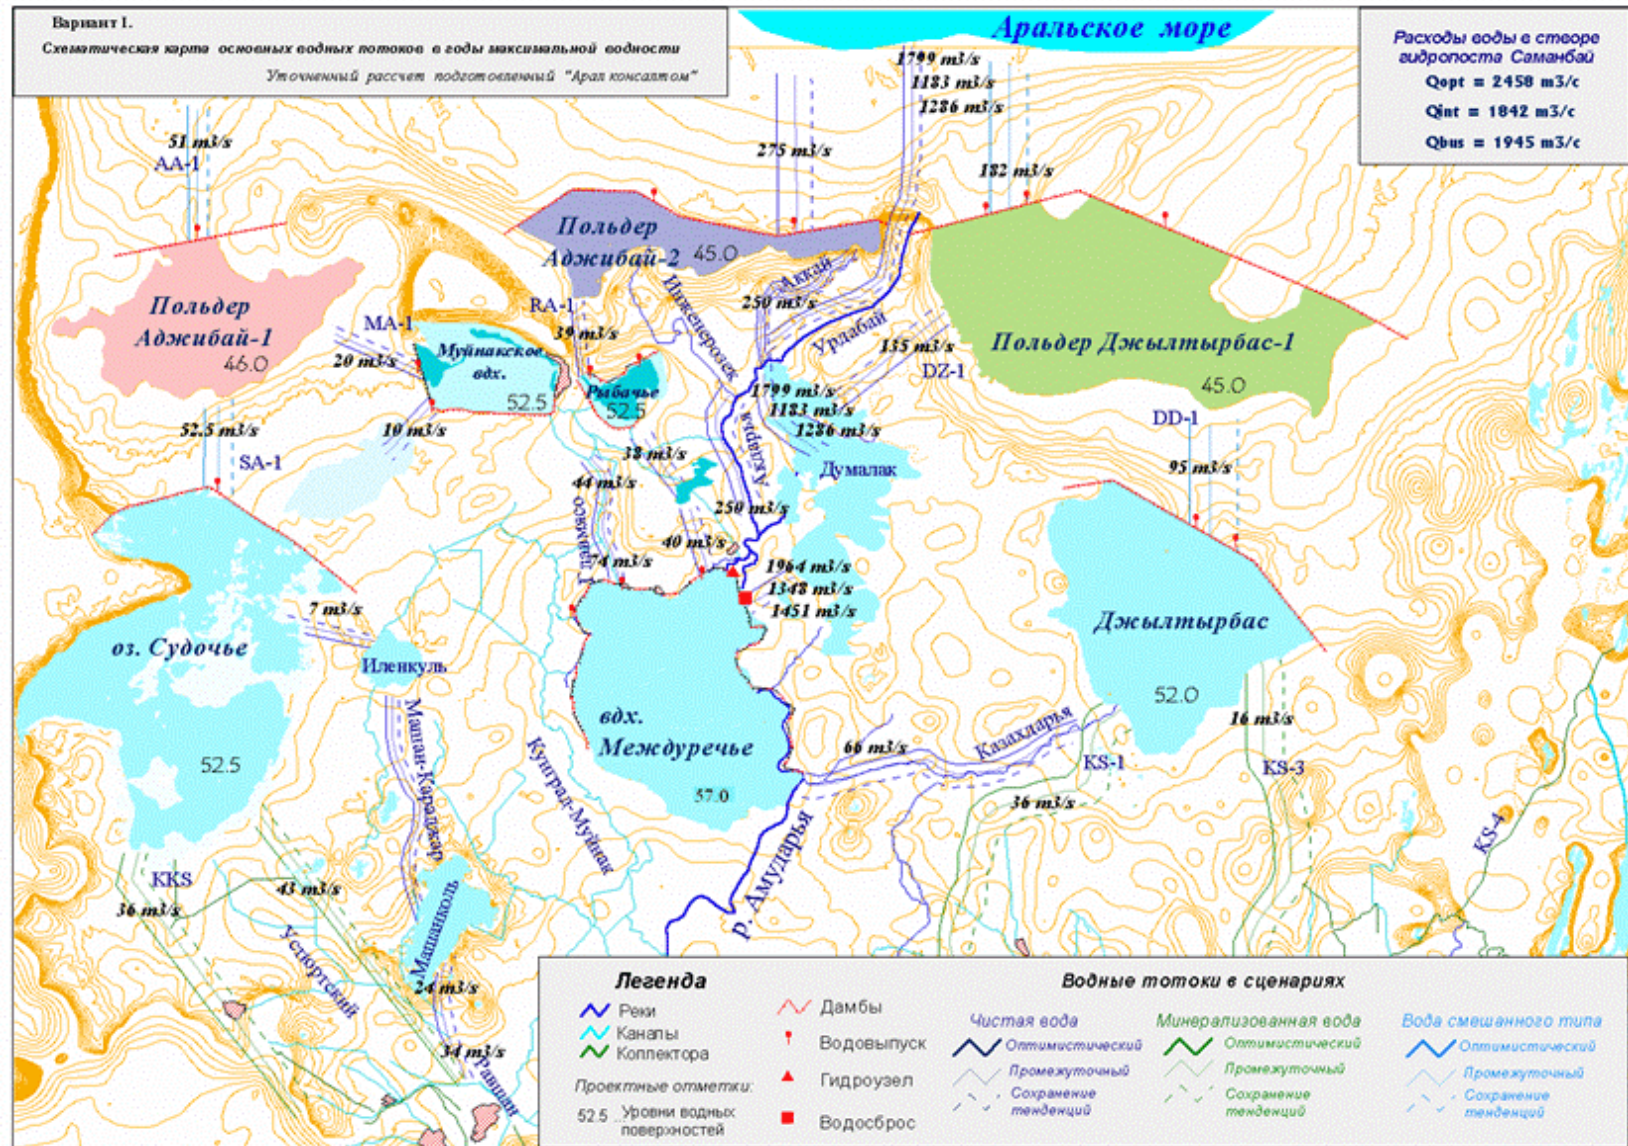 Вариант I.
Схематическая карта основных водных потоков в годы максимальной водности
Уточненный рассчет подготовленный "Арал консалтом"
Аральское море
Расходы воды в створе
гидропоста Саманбай
Qopt = 2458 m3/c
Qint = 1842 m3/c
Qbus = 1945 m3/c
1799 m3/s
1183 m3/s
1286 m3/s
51 m3/s
AA-1
275 m3/s
182 m3/s
Польдер
Аджибай-2
45.0
Польдер
Аджибай-1
46.0
MA-1
20 m3/s
RA-1
39 m3/s
Инженерозек
Аккай
250 m3/s
Урдабай
135 m3/s
DZ-1
Польдер Джылтырбас-1
45.0
Муйнакское
вдх.
52.5
Рыбачье
52.5
1799 m3/s
1183 m3/s
1286 m3/s
Акдарья
52.5 m3/s
SA-1
10 m3/s
38 m3/s
44 m3/s
Думалак
DD-1
95 m3/s
250 m3/s
40 m3/s
74 m3/s
1964 m3/s
1348 m3/s
1451 m3/s
7 m3/s
оз. Судочье
Иленкуль
52.5
Джылтырбас
52.0
вдх.
Междуречье
57.0
66 m3/s
Казахдарья
KS-1
36 m3/s
16 m3/s
KS-3
KS-4
Машан-Караджар
Кунград-Муйнак
р. Амударья
KKS
36 m3/s
43 m3/s
Устюртский
Машанколь
24 m3/s
34 m3/s
Равшан
Легенда
Реки
Каналы
Коллектора
Проектные отметки:
52.5 Уровни водных
поверхностей
Дамбы
Водовыпуск
Гидроузел
Водосброс
Водные тотоки в сценариях
Чистая вода
Оптимистический
Промежуточный
Сохранение
тенденций
Минерализованная вода
Оптимистический
Промежуточный
Сохранение
тенденций
Вода смешанного типа
Оптимистический
Промежуточный
Сохранение
тенденций